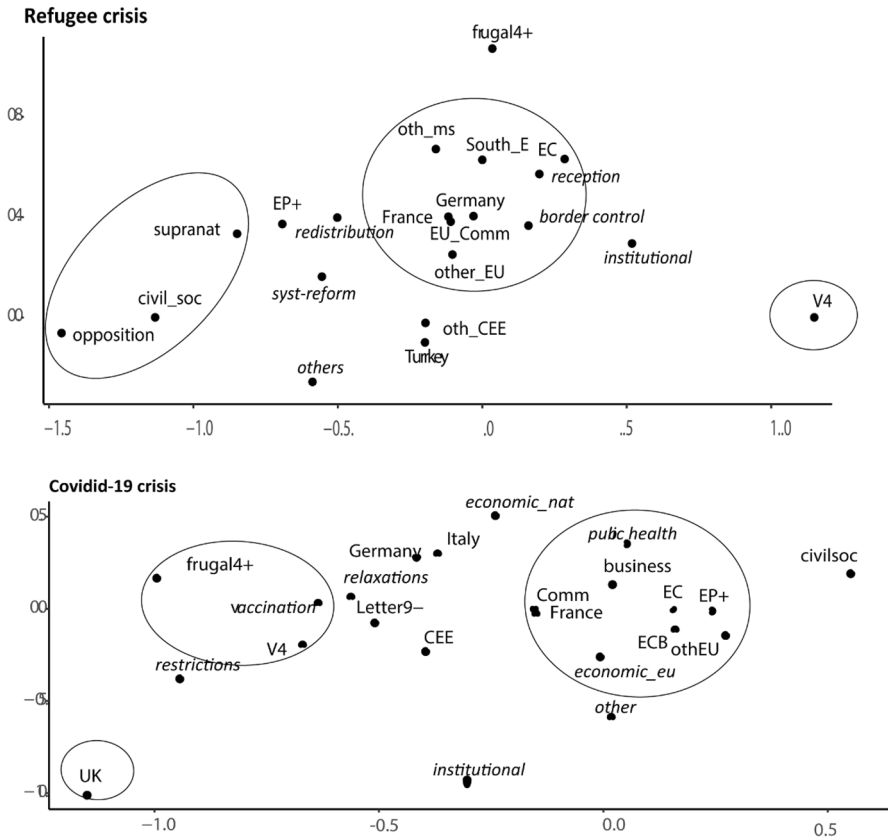 Refugee crisis
frugal4+
08
oth_ms
South_E EC
reception
04
EP+
Germany
France
border control
supranat
redistribution
EU_Comm
institutional
other_EU
syst-reform
civil_soc
V4
00
opposition
oth_CEE
Turkey
others
-1.5 -1.0 -0.5. .0 ..5 1..0
Covidid-19 crisis
economic_nat
05
public health
Italy
Germany
civilsoc
frugal4+
business
relaxations
Comm EC EP+
vaccination
00
Letter9–
France
CEE
ECB othEU
V4
restrictions
economic_eu
–05
other
institutional
UK
–10
–1.0 -0.5 0.0 0.5